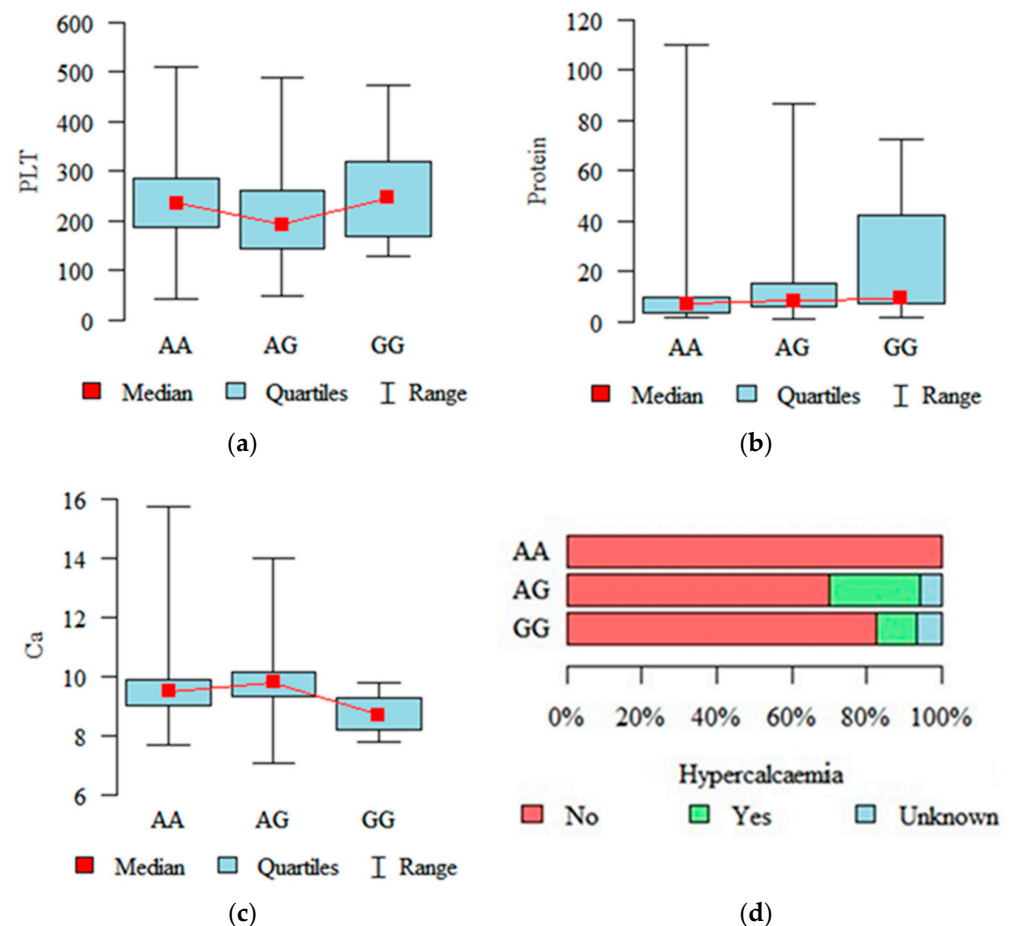 600
500
400
300
200
100
0
PLT
AA AG GG
Median Quartiles Range
(a)
120
100
80
60
40
20
0
Protein
AA AG GG
Median Quartiles Range
(b)
16
14
12
10
8
6
Ca
AA AG GG
Median Quartiles Range
(c)
AA
AG
GG
0% 20% 40% 60% 80% 100%
Hypercalcaemia
No Yes Unknown
(d)